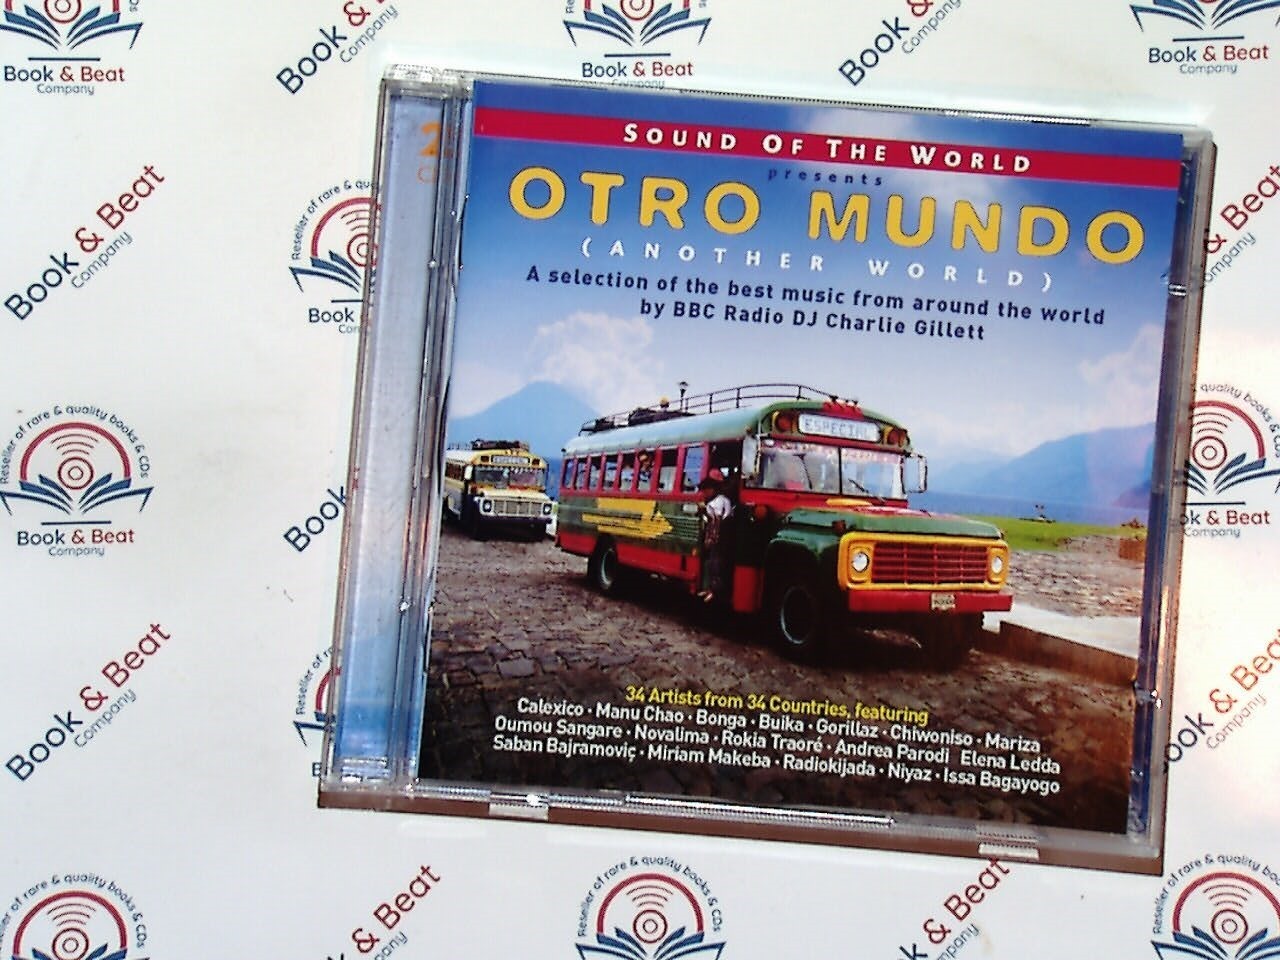 Book & Beat
Company
Reseller of rare & quality books & CDs
2
SOUND OF THE WORLD
presents
OTRO MUNDO
(ANOTHER WORLD)
A selection of the best music from around the world
by BBC Radio DJ Charlie Gillett
ESPECIAL
ESPECIAL
34 Artists from 34 Countries, featuring
Calexico · Manu Chao · Bonga · Buika · Gorillaz · Chiwoniso · Mariza
Oumou Sangare · Novalima · Rokia Traoré · Andrea Parodi Elena Ledda
Saban Bajramoviç · Miriam Makeba · Radiokijada · Niyaz · Issa Bagayogo